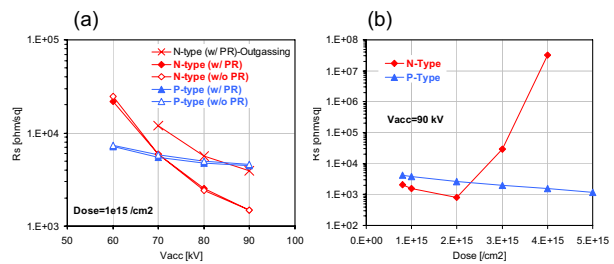 (a)
1.E+05
1.E+04
1.E+03
Rs [ohm/sq]
N-type (w/ PR)-Outgassing
N-type (w/ PR)
N-type (w/o PR)
P-type (w/ PR)
P-type (w/o PR)
Dose=1e15 /cm2
50 60 70 80 90 100
Vacc [kV]
(b)
1.E+08
1.E+07
1.E+06
1.E+05
1.E+04
1.E+03
1.E+02
Rs [ohm/sq]
N-Type
P-Type
Vacc=90 kV
0.E+00 1.E+15 2.E+15 3.E+15 4.E+15 5.E+15
Dose [/cm2]